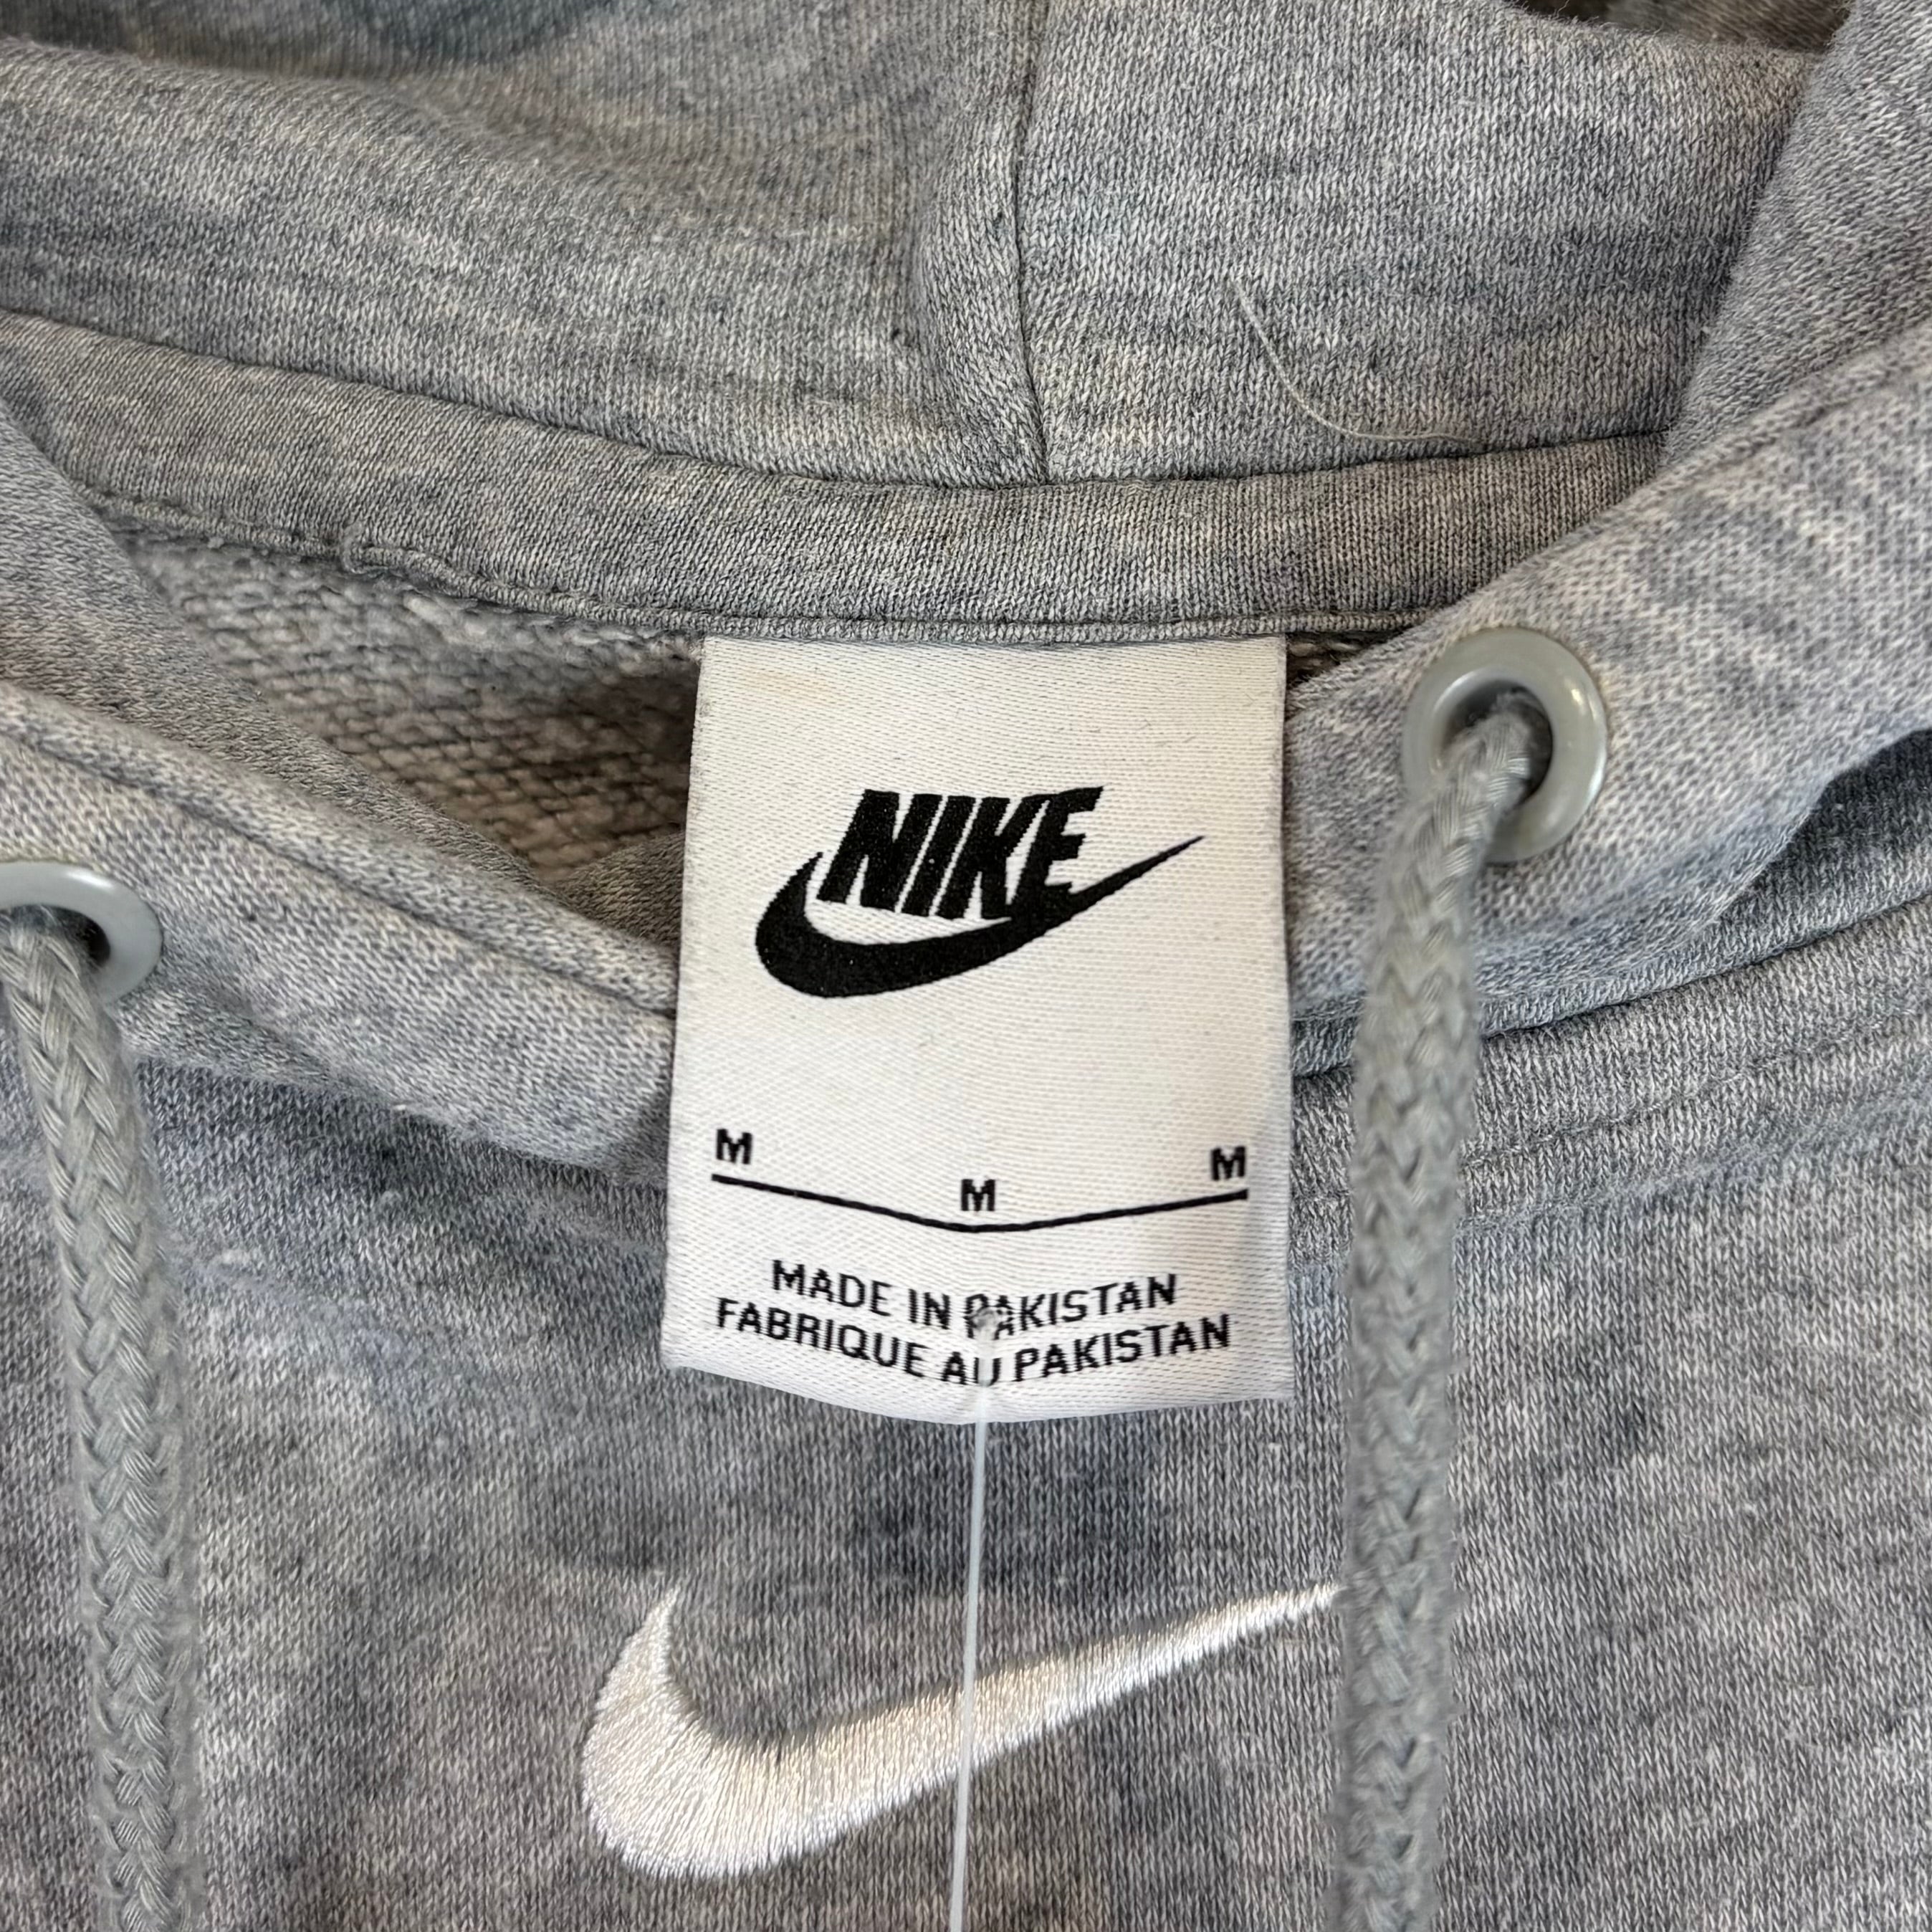 NIKE
M M M
MADE IN PAKISTAN
FABRIQUE AU PAKISTAN